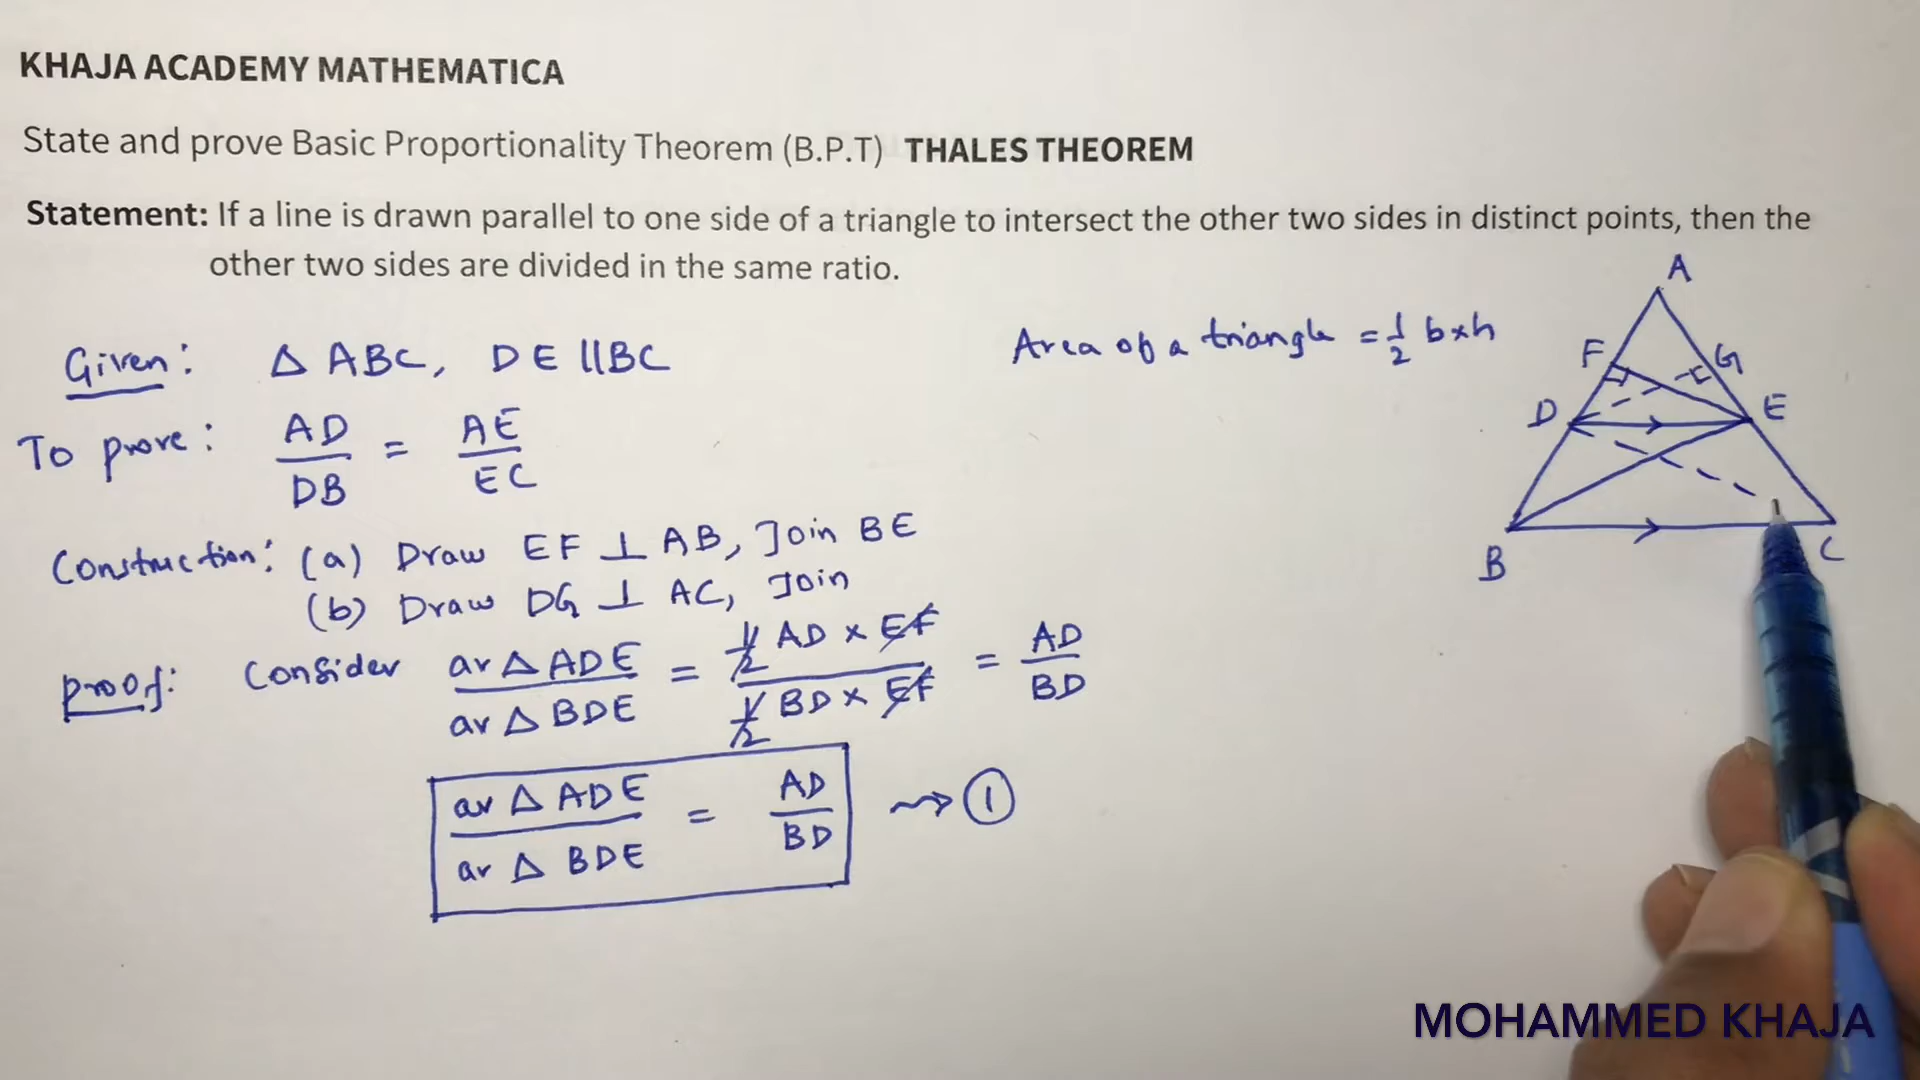 KHAJA ACADEMY MATHEMATICA
State and prove Basic Proportionality Theorem (B.P.T) THALES THEOREM
Statement: If a line is drawn parallel to one side of a triangle to intersect the other two sides in distinct points, then the
other two sides are divided in the same ratio.
Given: △ ABC, DE ∥ BC
Area of a triangle = 1/2 b×h
A
F G
D E
B C
To prove: AD/DB = AE/EC
Construction: (a) Draw EF ⊥ AB, Join BE
(b) Draw DG ⊥ AC, Join
Proof: Consider ar △ ADE / ar △ BDE = 1/2 AD × EF / 1/2 BD × EF = AD/BD
ar △ ADE / ar △ BDE = AD/BD ⇝ ①
MOHAMMED KHAJA